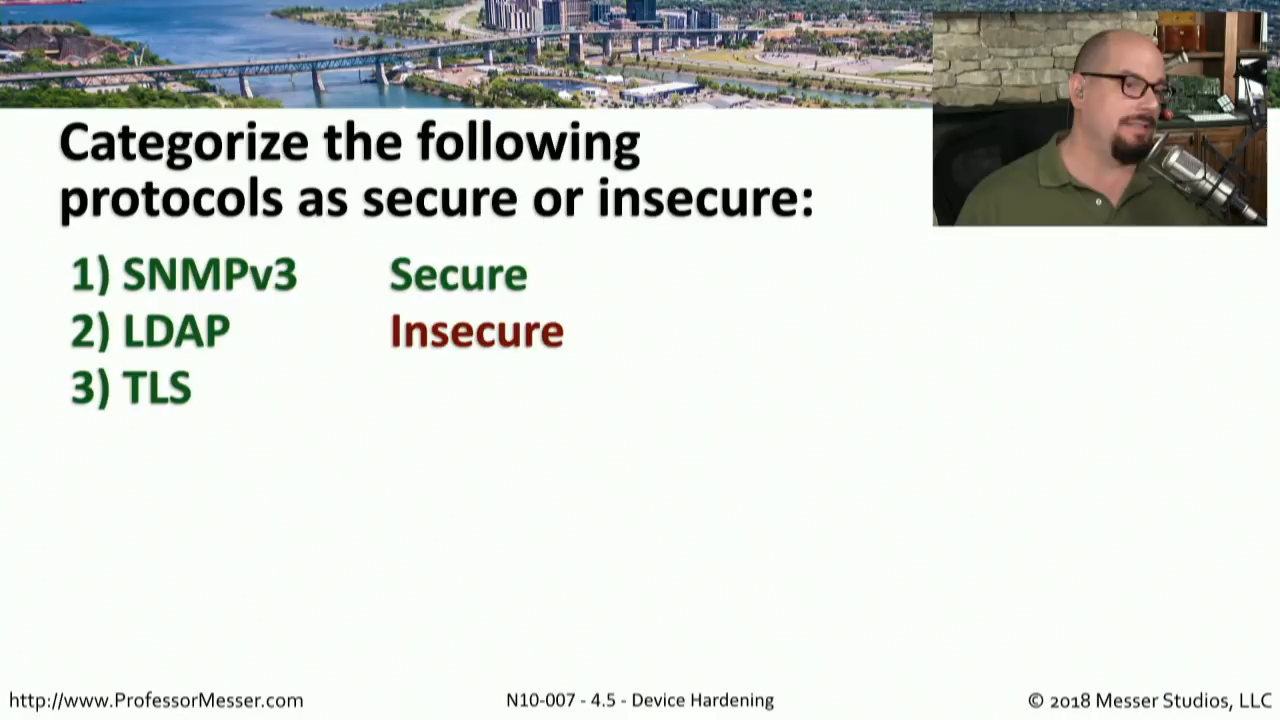 Categorize the following
protocols as secure or insecure:
1) SNMPv3 Secure
2) LDAP Insecure
3) TLS
http://www.ProfessorMesser.com N10-007 - 4.5 - Device Hardening © 2018 Messer Studios, LLC